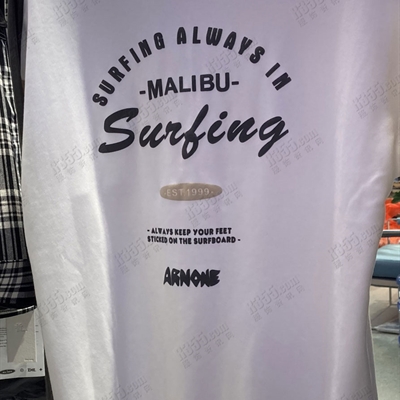 SURFING ALWAYS IN
-MALIBU-
Surfing
EST 1999
- ALWAYS KEEP YOUR FEET
STICKED ON THE SURFBOARD -
ARNONE